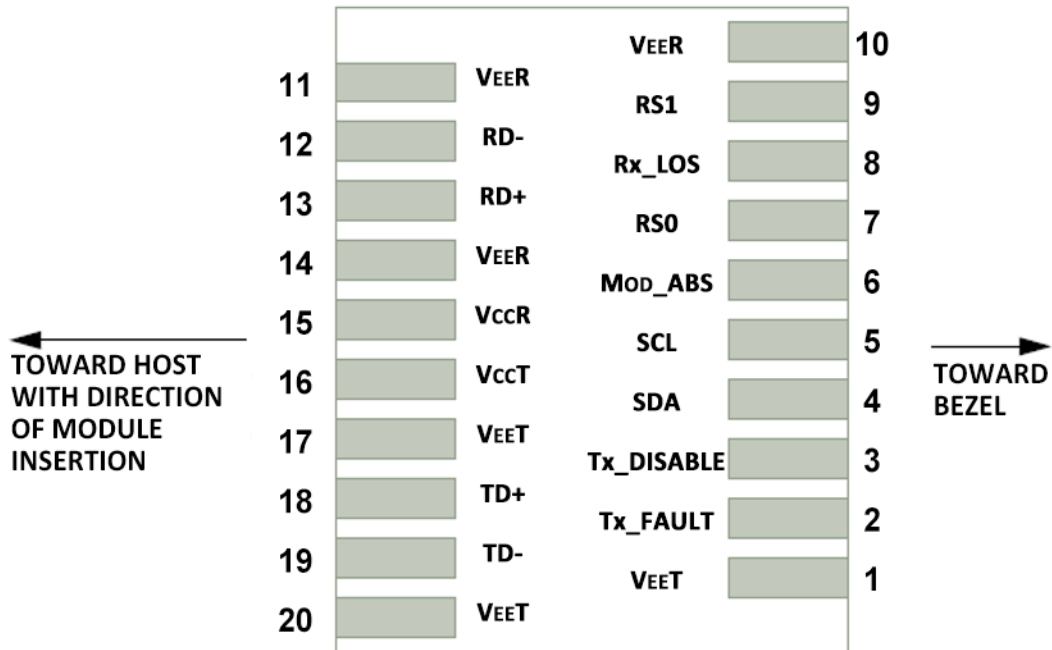 VEER 10
11 VEER
RS1 9
12 RD-
Rx_LOS 8
13 RD+
RS0 7
14 VEER
MOD_ABS 6
15 VCCR
SCL 5
TOWARD HOST
WITH DIRECTION
OF MODULE
INSERTION
TOWARD
BEZEL
16 VCCT
SDA 4
17 VEET
Tx_DISABLE 3
18 TD+
Tx_FAULT 2
19 TD-
VEET 1
20 VEET